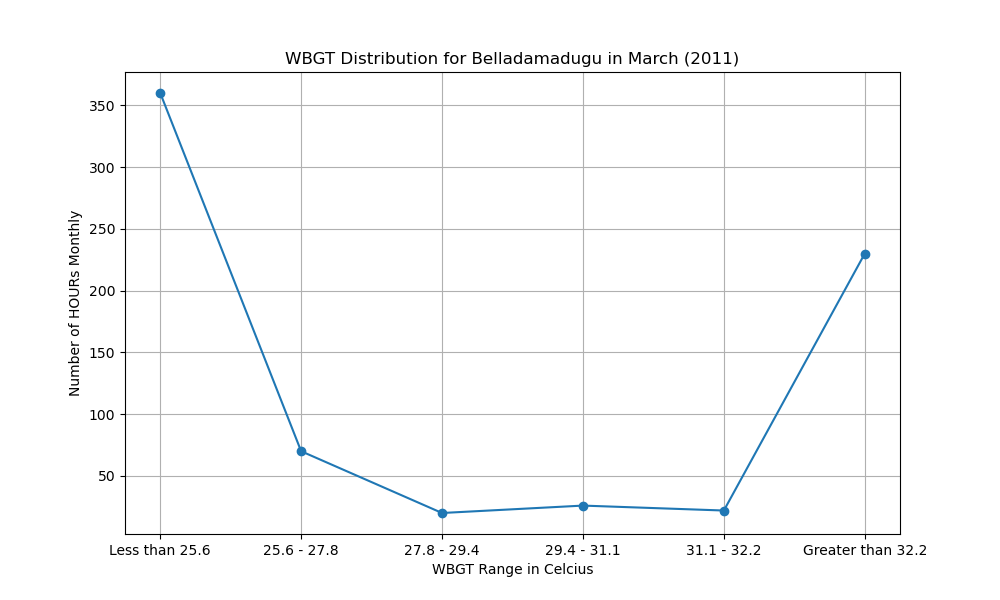 WBGT Distribution for Belladamadugu in March (2011)
Number of HOURs Monthly
350
300
250
200
150
100
50
Less than 25.6
25.6 - 27.8
27.8 - 29.4
29.4 - 31.1
31.1 - 32.2
Greater than 32.2
WBGT Range in Celcius